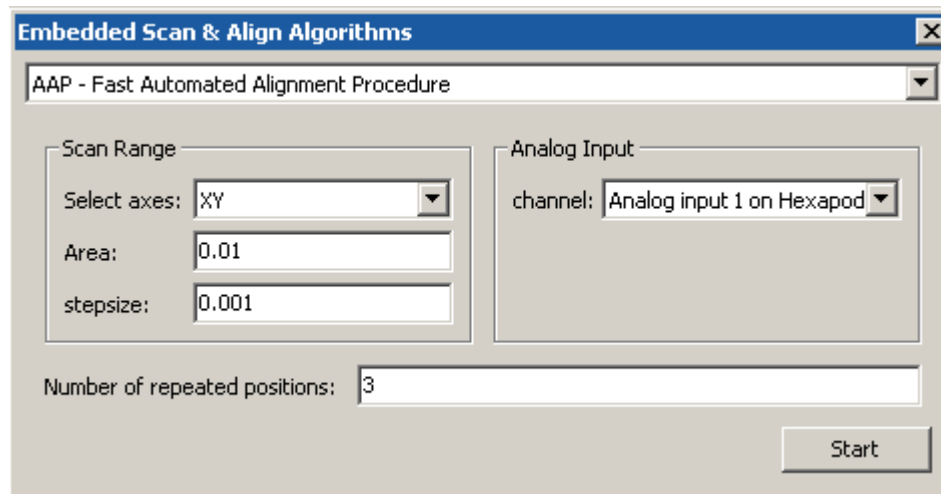 Embedded Scan & Align Algorithms
AAP - Fast Automated Alignment Procedure
Scan Range
Select axes: XY
Area: 0.01
stepsize: 0.001
Analog Input
channel: Analog input 1 on Hexapod
Number of repeated positions: 3
Start